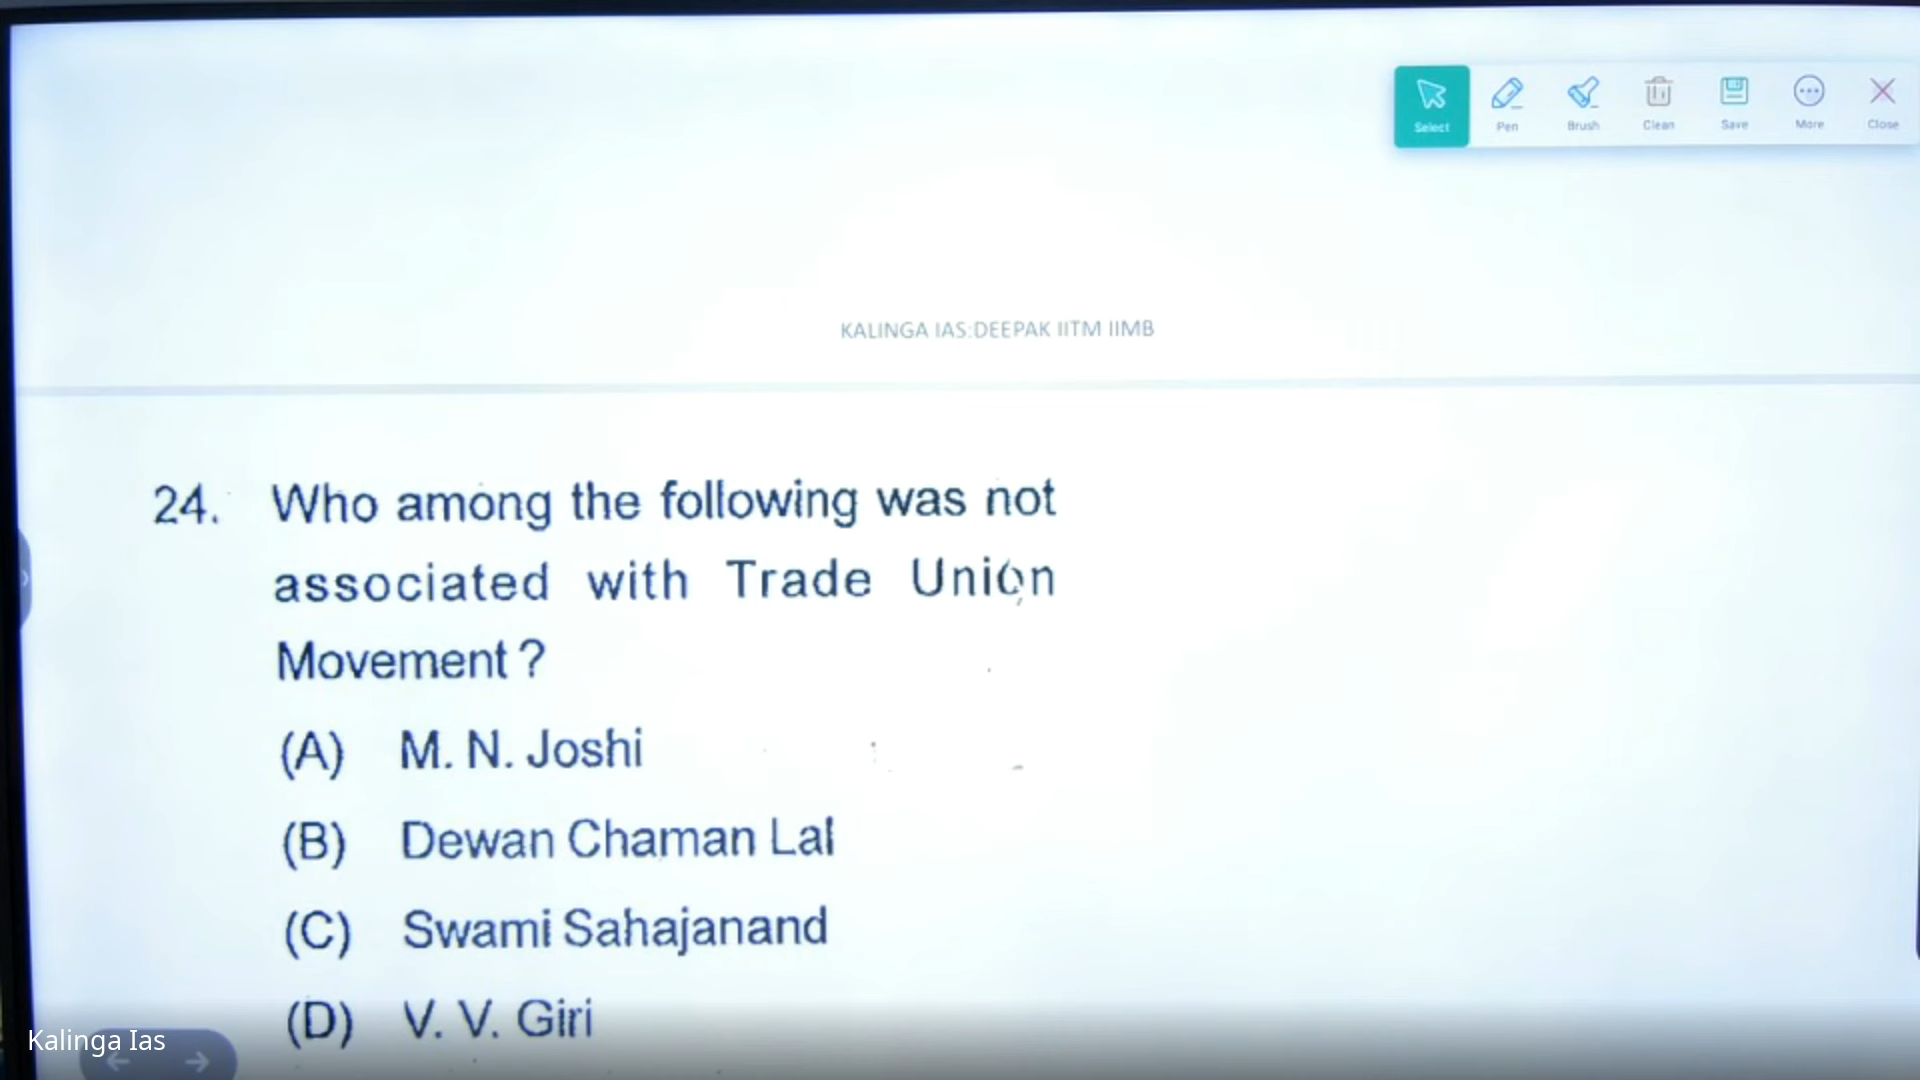 Select
Pen
Brush
Clean
Save
More
Close
KALINGA IAS:DEEPAK IITM IIMB
24. Who among the following was not
associated with Trade Union
Movement ?
(A) M. N. Joshi
(B) Dewan Chaman Lal
(C) Swami Sahajanand
(D) V. V. Giri
Kalinga Ias